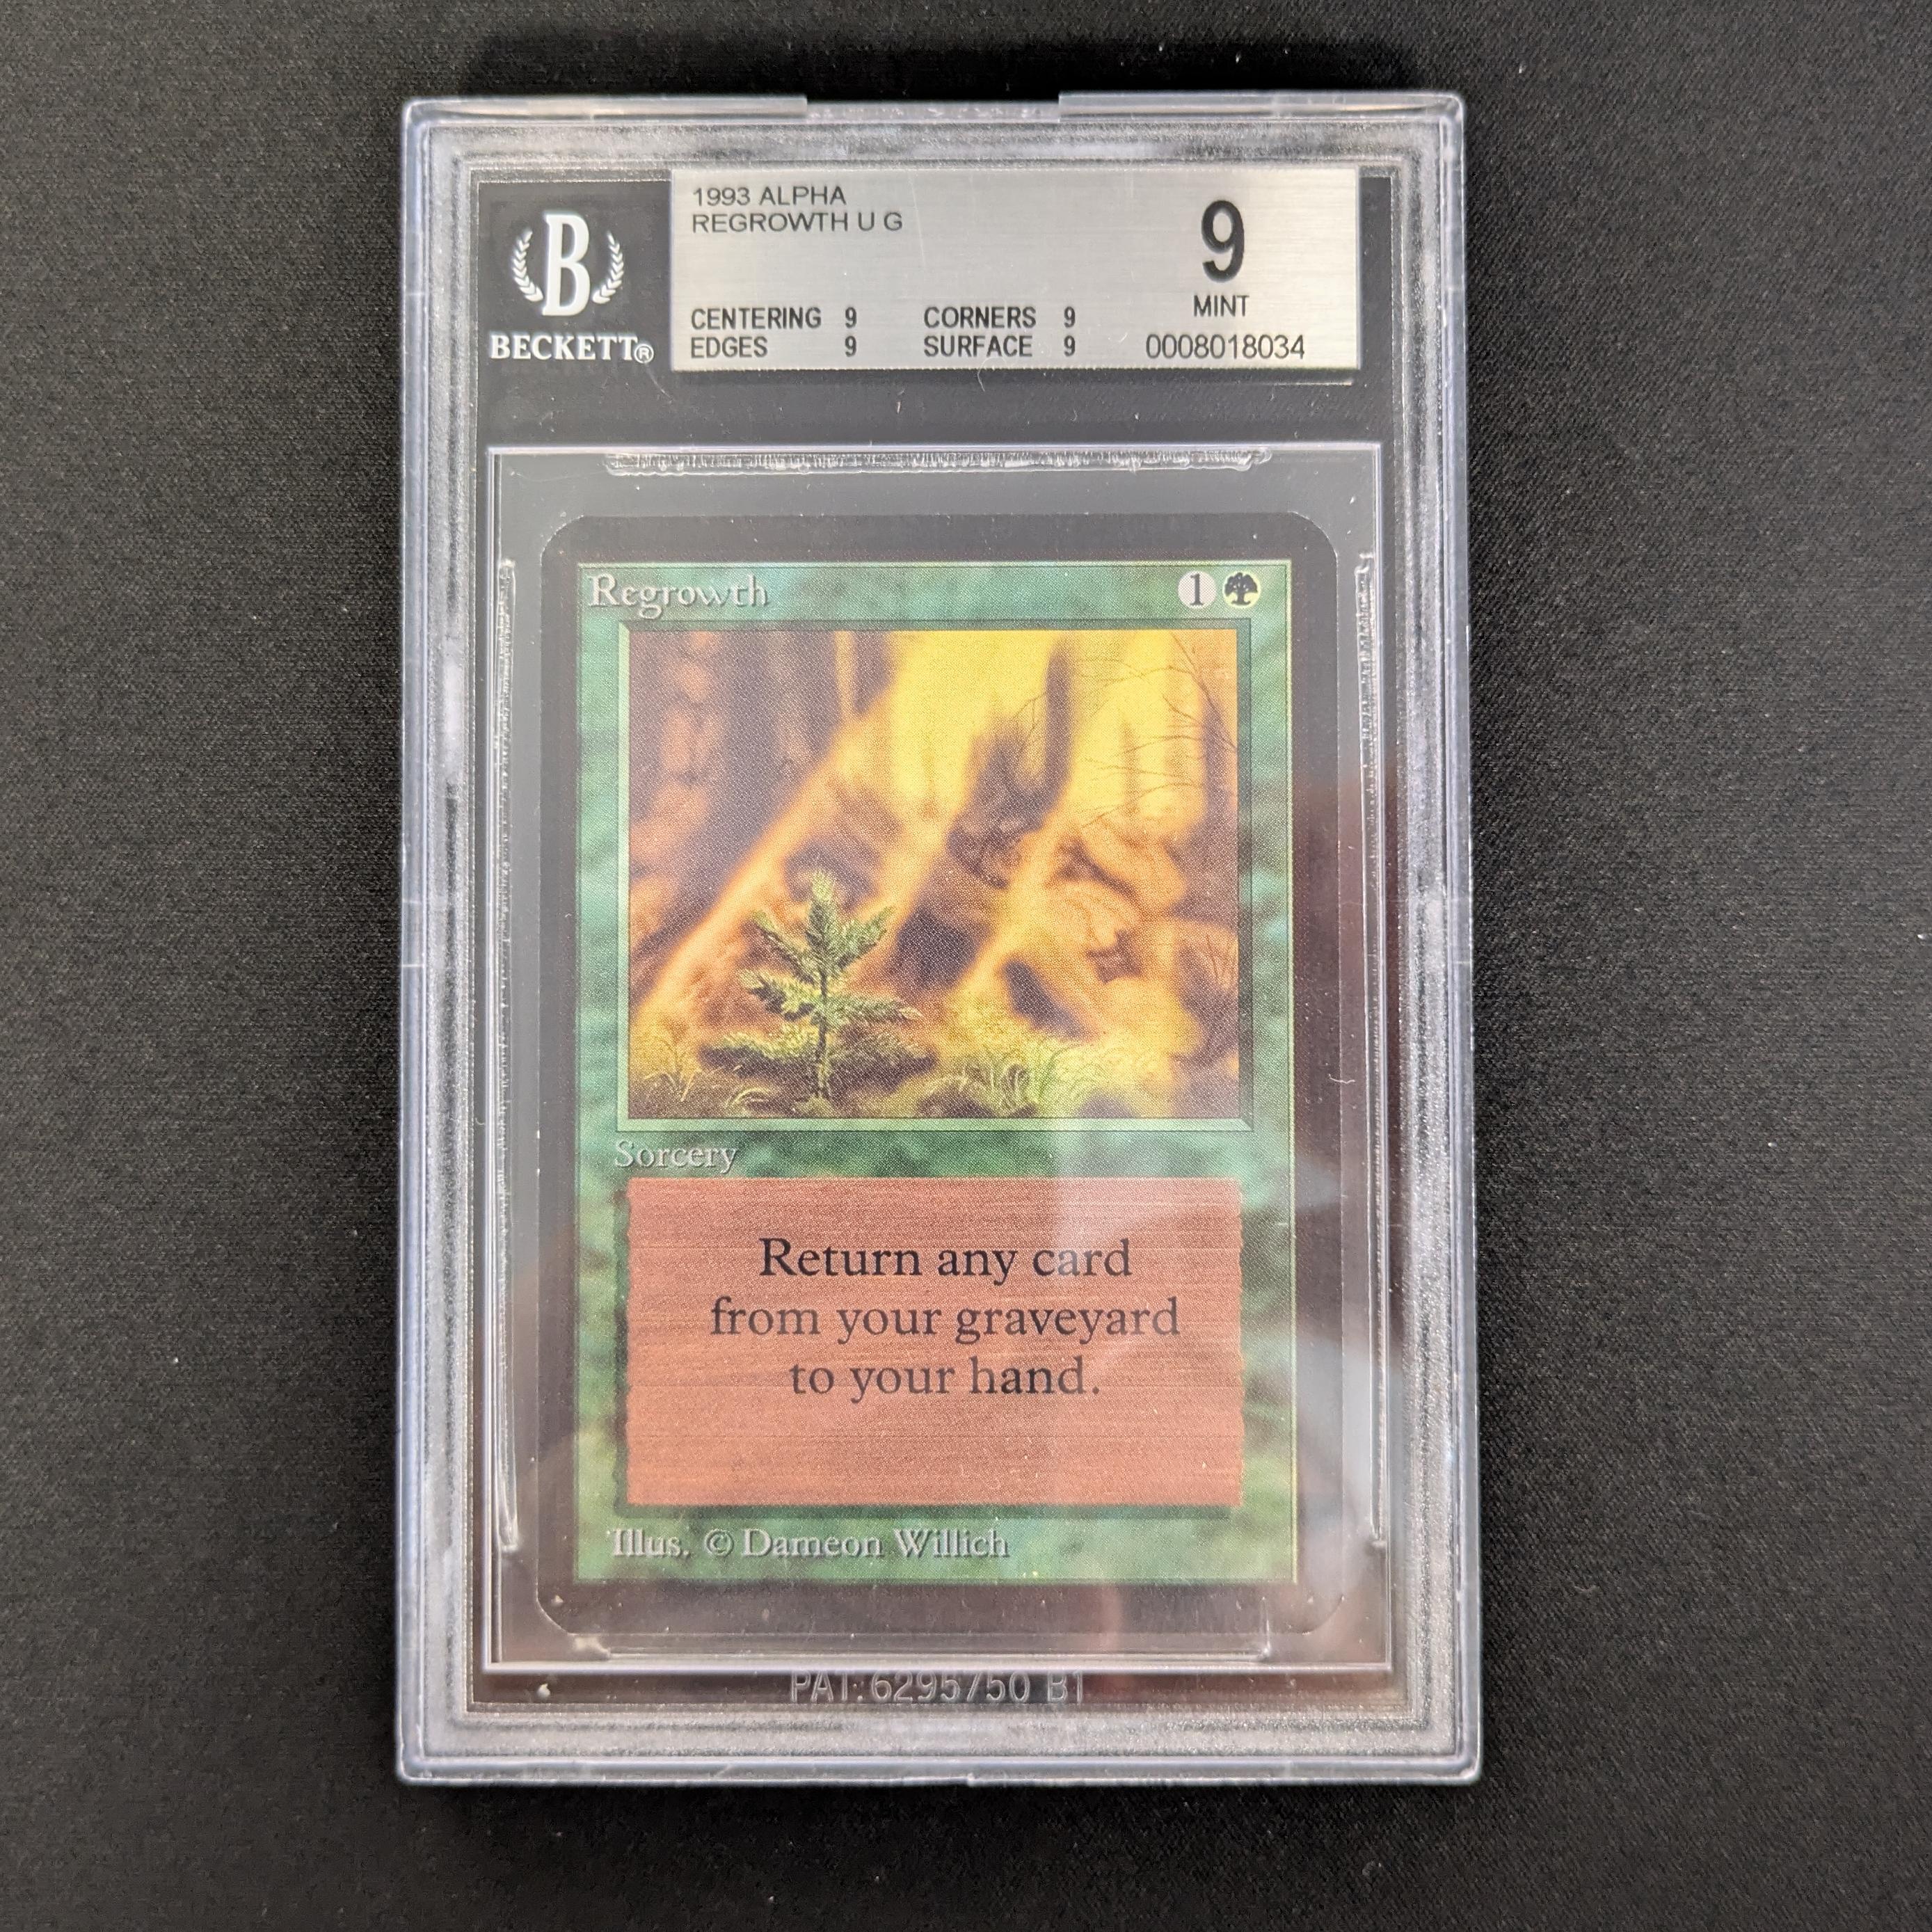 1993 ALPHA
REGROWTH U G
9
MINT
CENTERING 9 CORNERS 9
EDGES 9 SURFACE 9
0008018034
B
BECKETT®
Regrowth 1
Sorcery
Return any card
from your graveyard
to your hand.
Illus. © Dameon Willich
PAT:6295750 B1